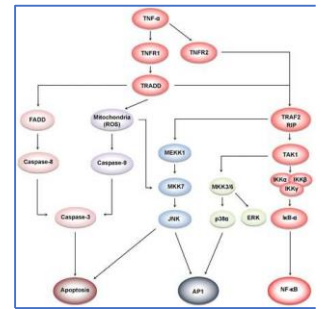 TNF-α
TNFR1
TNFR2
TRADD
FADD
Mitochondria
(ROS)
TRAF2
RIP
MEKK1
TAK1
Caspase-8
Caspase-9
MKK7
MKK3/6
IKKα
IKKβ
IKKγ
Caspase-3
JNK
p38α
ERK
IκB-α
Apoptosis
AP1
NF-κB